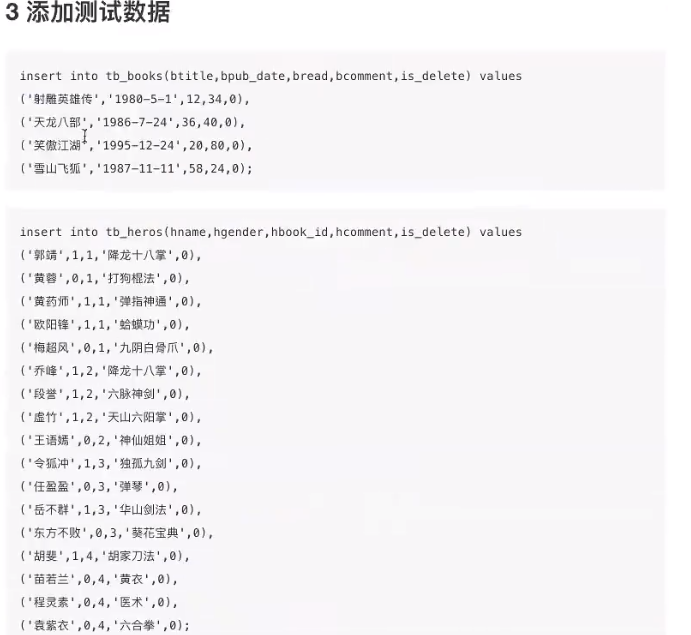 3 添加测试数据
insert into tb_books(btitle,bpub_date,bread,bcomment,is_delete) values
('射雕英雄传','1980-5-1',12,34,0),
('天龙八部','1986-7-24',36,40,0),
('笑傲江湖','1995-12-24',20,80,0),
('雪山飞狐','1987-11-11',58,24,0);
insert into tb_heros(hname,hgender,hbook_id,hcomment,is_delete) values
('郭靖',1,1,'降龙十八掌',0),
('黄蓉',0,1,'打狗棍法',0),
('黄药师',1,1,'弹指神通',0),
('欧阳锋',1,1,'蛤蟆功',0),
('梅超风',0,1,'九阴白骨爪',0),
('乔峰',1,2,'降龙十八掌',0),
('段誉',1,2,'六脉神剑',0),
('虚竹',1,2,'天山六阳掌',0),
('王语嫣',0,2,'神仙姐姐',0),
('令狐冲',1,3,'独孤九剑',0),
('任盈盈',0,3,'弹琴',0),
('岳不群',1,3,'华山剑法',0),
('东方不败',0,3,'葵花宝典',0),
('胡斐',1,4,'胡家刀法',0),
('苗若兰',0,4,'黄衣',0),
('程灵素',0,4,'医术',0),
('袁紫衣',0,4,'六合拳',0);